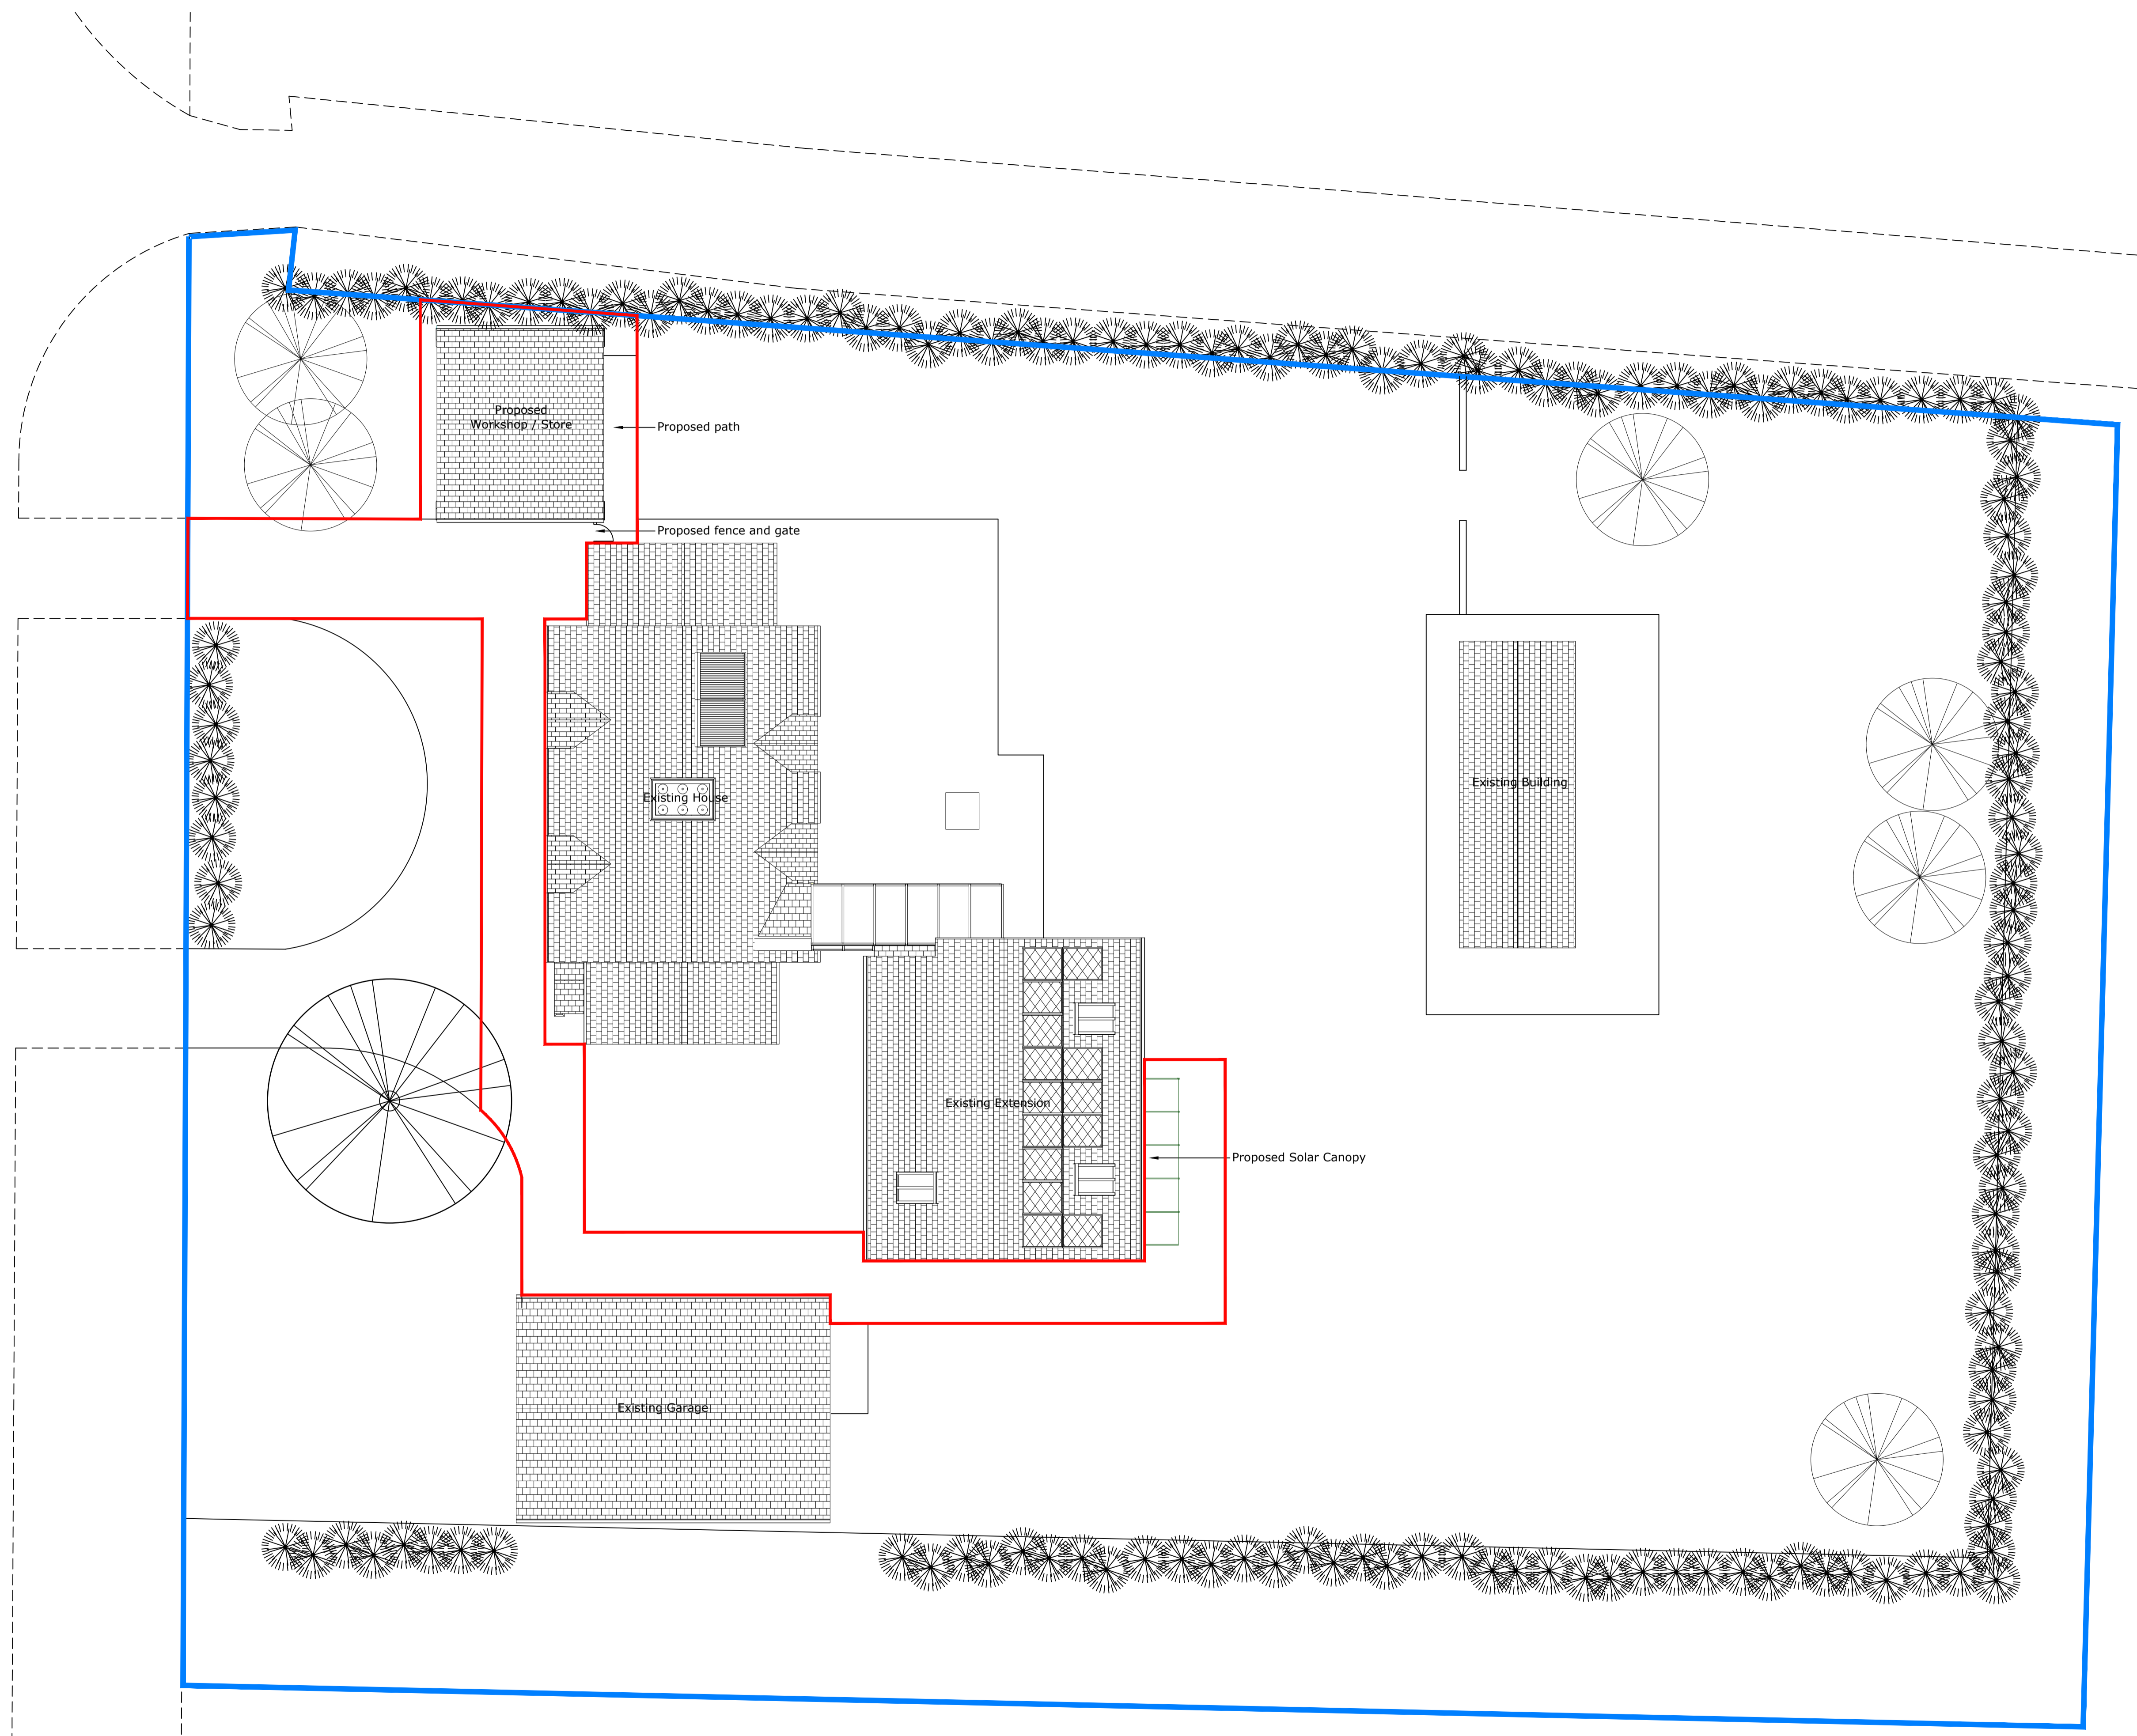 Proposed
Workshop / Store
Proposed path
Proposed fence and gate
Existing House
Existing Building
Existing Extension
Proposed Solar Canopy
Existing Garage